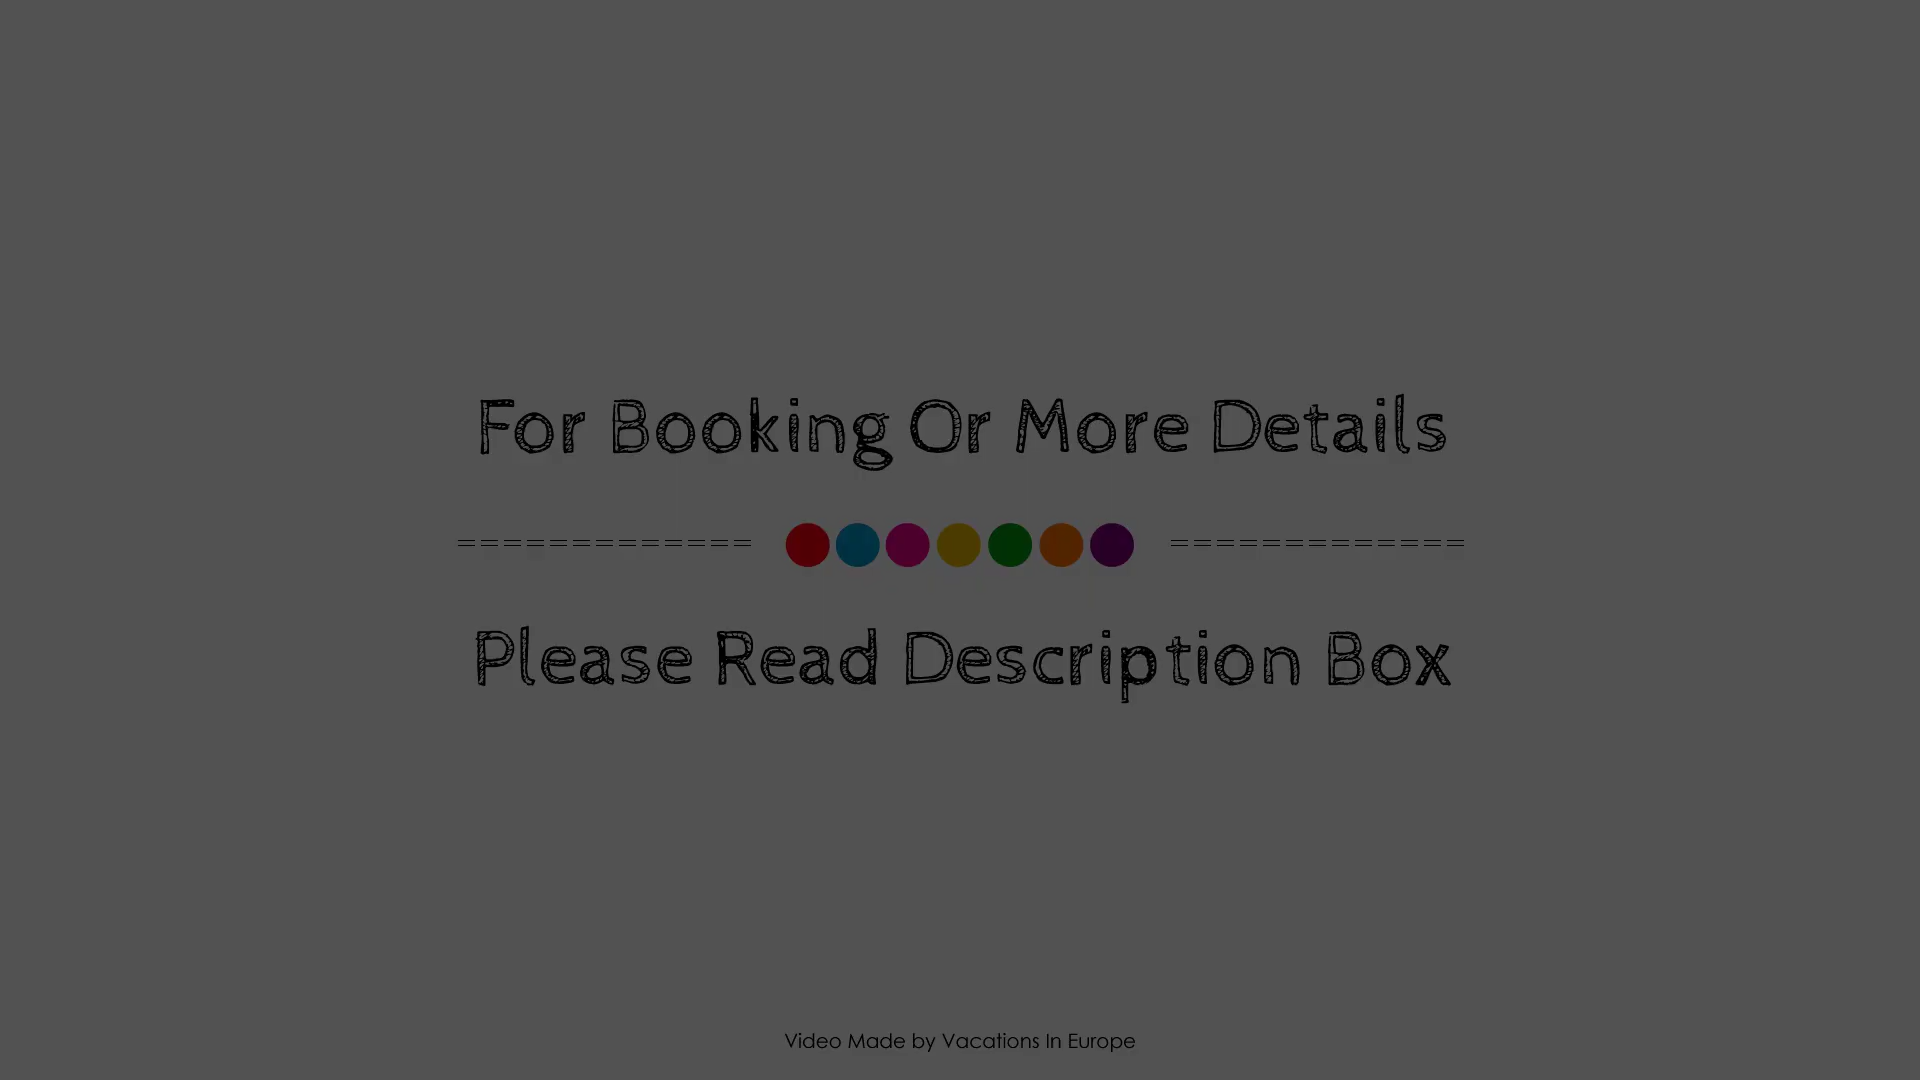 For Booking Or More Details
============= =============
Please Read Description Box
Video Made by Vacations In Europe